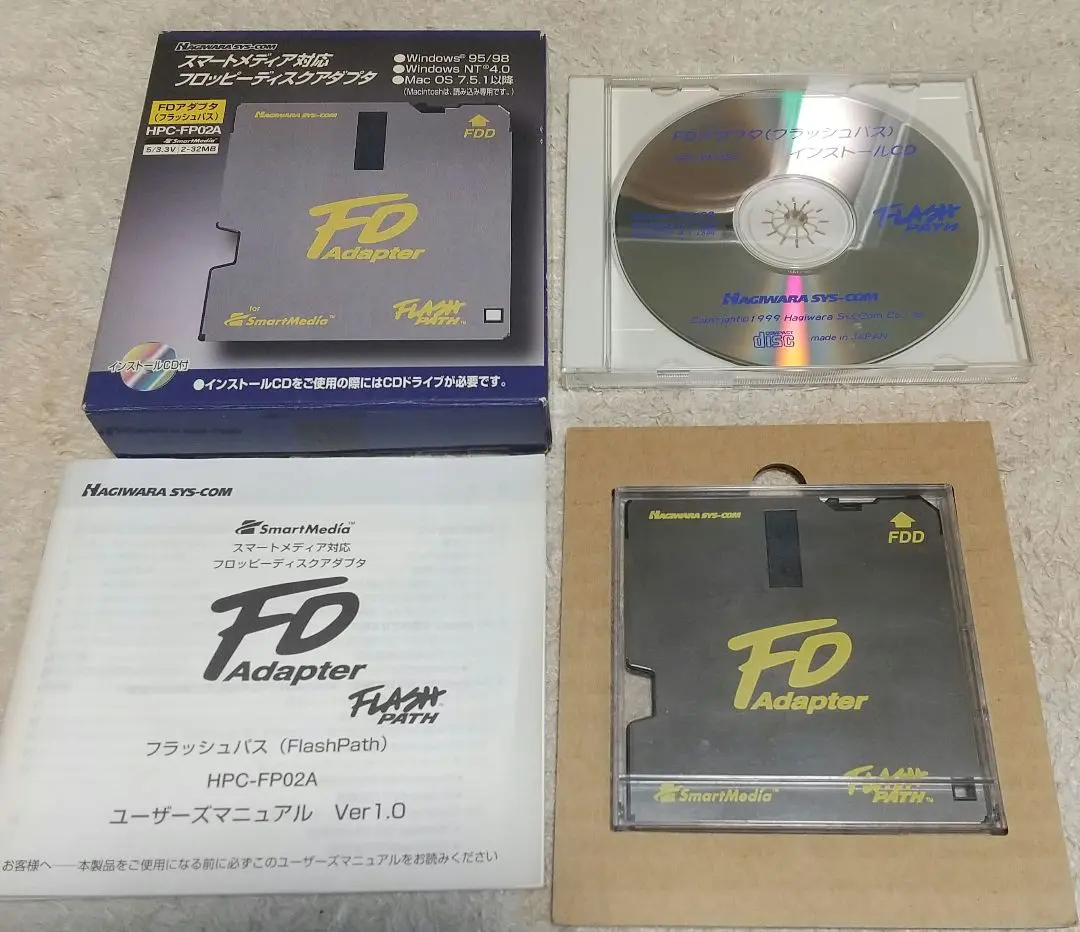 HAGIWARA SYS-COM
スマートメディア対応
フロッピーディスクアダプタ
●Windows® 95/98
●Windows NT®4.0
●Mac OS 7.5.1以降
(Macintoshは、読み込み専用です。)
FDアダプタ
(フラッシュパス)
HPC-FP02A
SmartMedia
5/3.3V 2-32MB
HAGIWARA SYS-COM
FDD
FD
Adapter
for
SmartMedia™
FLASH
PATH™
インストールCD付
●インストールCDをご使用の際にはCDドライブが必要です。
FDアダプタ(フラッシュパス)
インストールCD
FLASH
PATH
HAGIWARA SYS-COM
Copyright©1999 Hagiwara Sys-Com Co.,
COMPACT
disc
made in JAPAN
HAGIWARA SYS-COM
SmartMedia™
スマートメディア対応
フロッピーディスクアダプタ
FD
Adapter
FLASH
PATH™
フラッシュパス(FlashPath)
HPC-FP02A
ユーザーズマニュアル Ver1.0
お客様へ──本製品をご使用になる前に必ずこのユーザーズマニュアルをお読みください
HAGIWARA SYS-COM
FDD
FD
Adapter
SmartMedia™
FLASH
PATH™